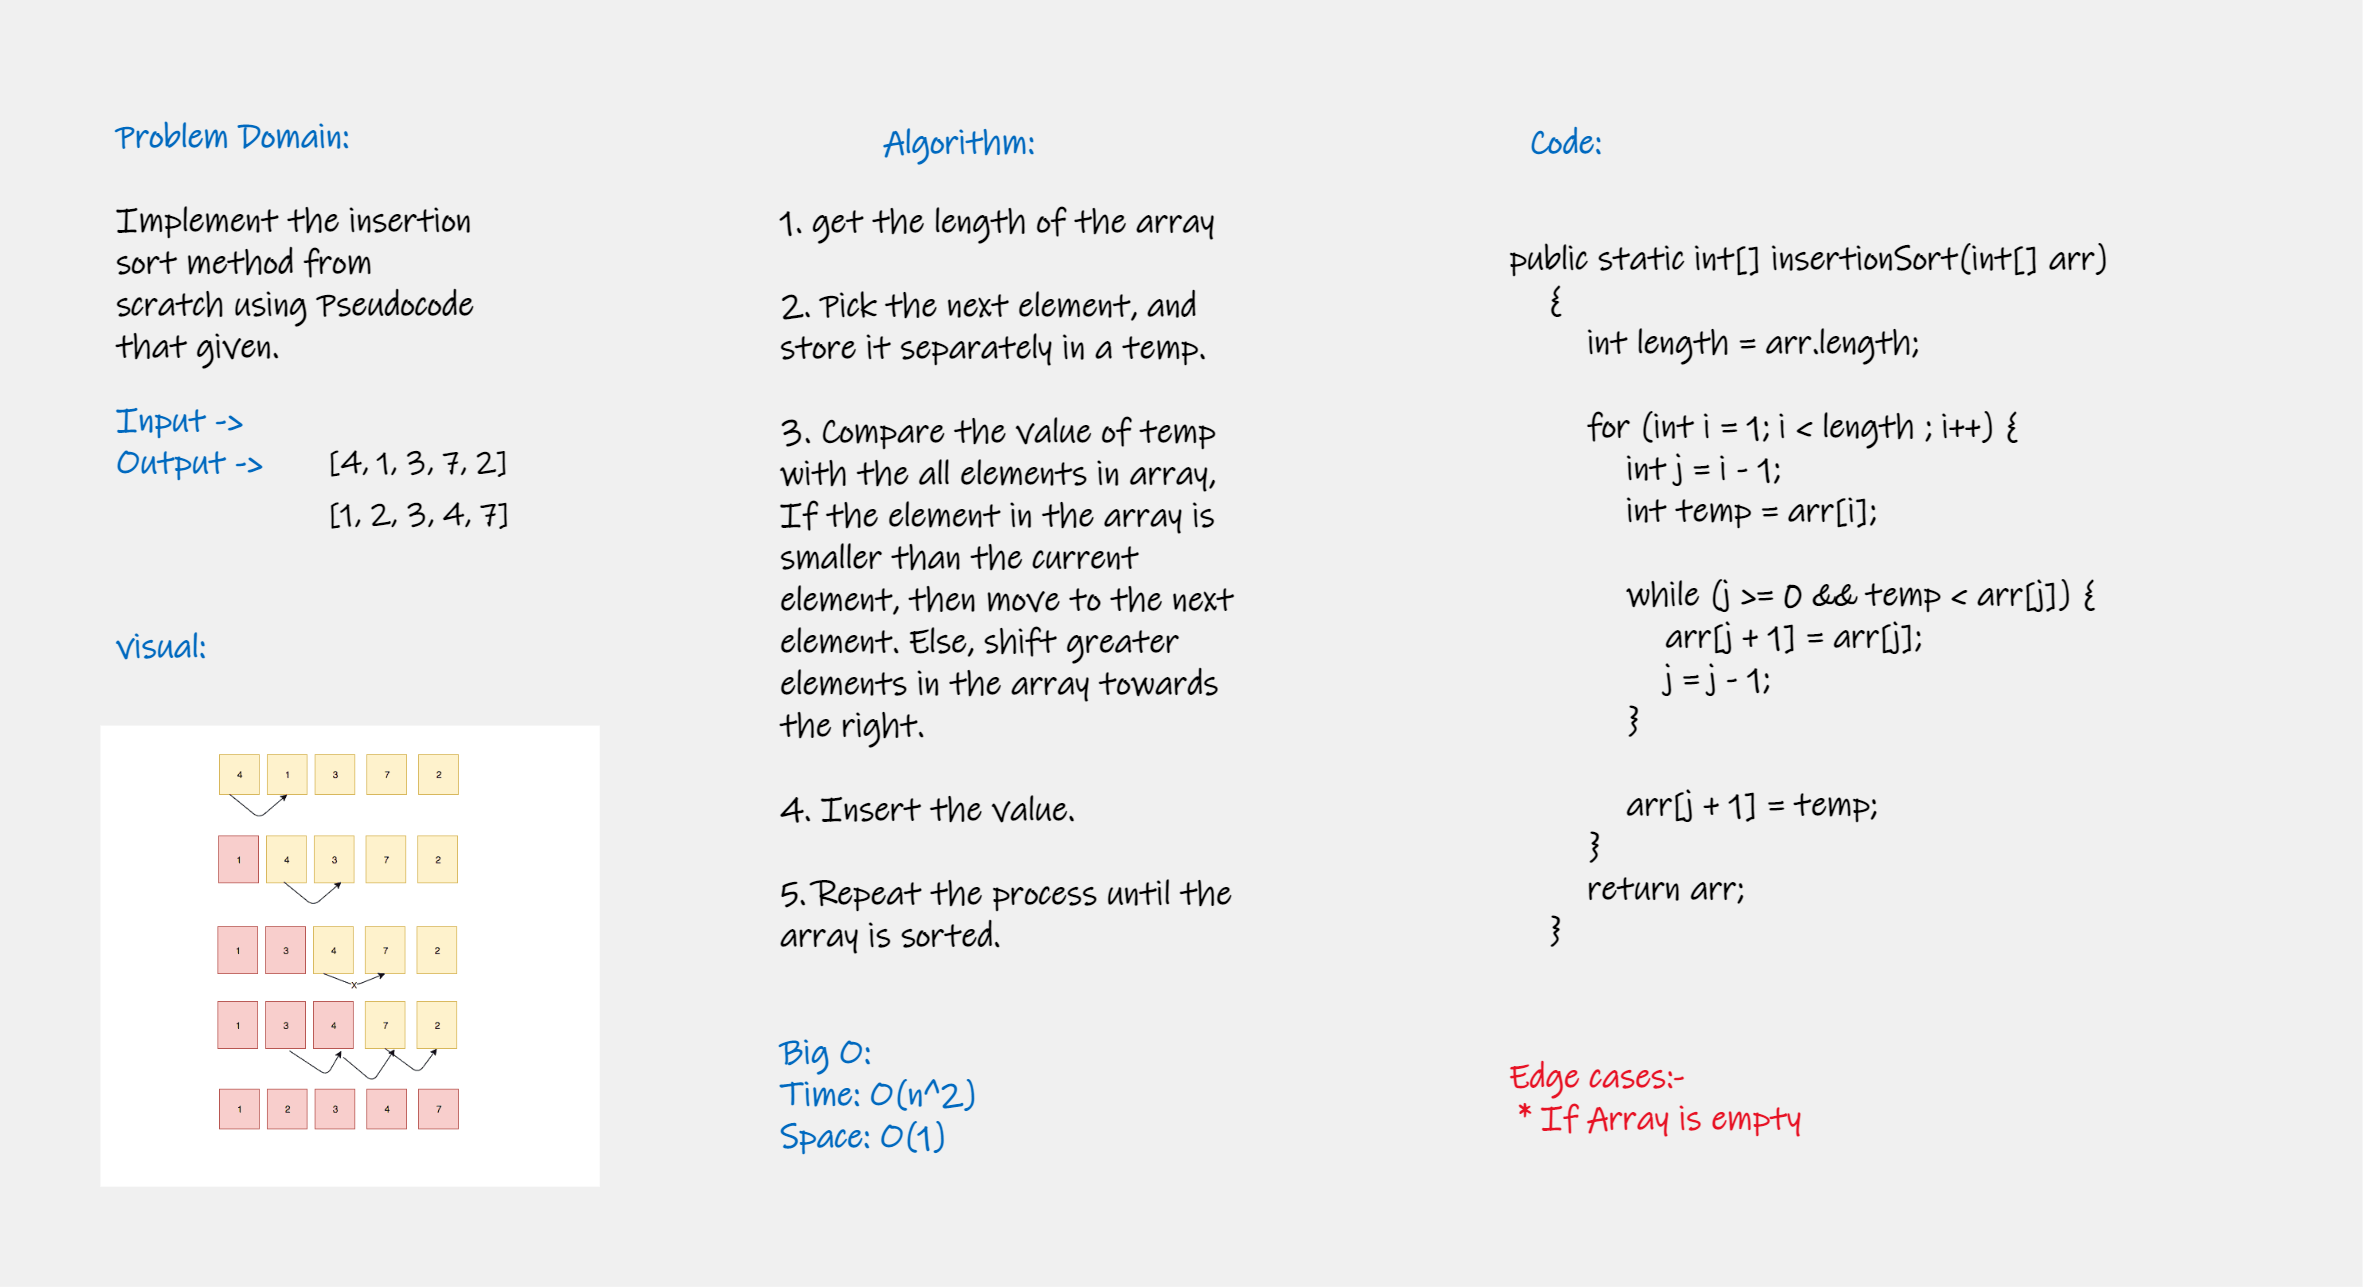 Problem Domain:
Implement the insertion
sort method from
scratch using Pseudocode
that given.
Input ->
Output ->
[4, 1, 3, 7, 2]
[1, 2, 3, 4, 7]
visual:
4 1 3 7 2
1 4 3 7 2
1 3 4 7 2
x
1 3 4 7 2
1 2 3 4 7
Algorithm:
1. get the length of the array
2. Pick the next element, and
store it separately in a temp.
3. Compare the value of temp
with the all elements in array,
If the element in the array is
smaller than the current
element, then move to the next
element. Else, shift greater
elements in the array towards
the right.
4. Insert the value.
5. Repeat the process until the
array is sorted.
Big O:
Time: O(n^2)
Space: O(1)
Code:
public static int[] insertionSort(int[] arr)
{
int length = arr.length;
for (int i = 1; i < length ; i++) {
int j = i - 1;
int temp = arr[i];
while (j >= 0 && temp < arr[j]) {
arr[j + 1] = arr[j];
j = j - 1;
}
arr[j + 1] = temp;
}
return arr;
}
Edge cases:-
* If Array is empty